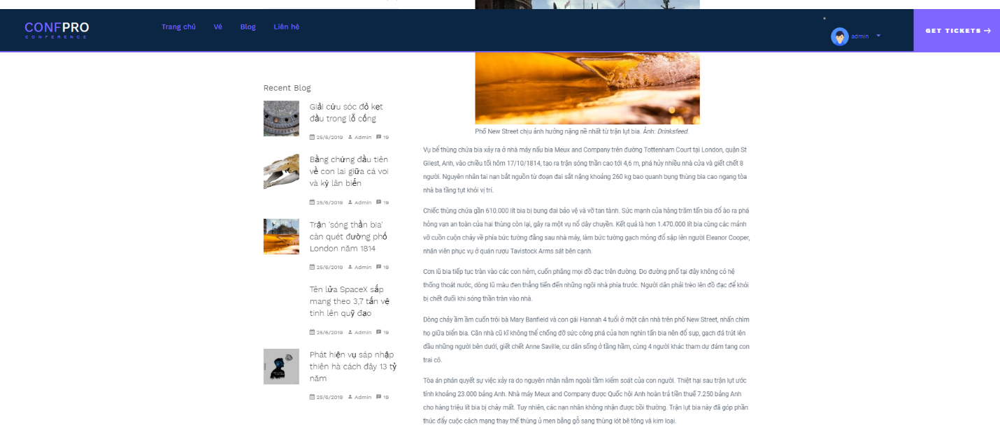 CONFPRO
CONFERENCE
Trang chủ
Vé
Blog
Liên hệ
admin
GET TICKETS
Recent Blog
Giải cứu sóc đỏ kẹt
đầu trong lỗ cống
25/6/2019 Admin 19
Bằng chứng đầu tiên
về con lai giữa cá voi
và kỳ lân biển
25/6/2019 Admin 19
Trận 'sóng thần bia'
càn quét đường phố
London năm 1814
25/6/2019 Admin 19
Tên lửa SpaceX sắp
mang theo 3,7 tấn vệ
tinh lên quỹ đạo
25/6/2019 Admin 19
Phát hiện vụ sáp nhập
thiên hà cách đây 13 tỷ
năm
25/6/2019 Admin 19
Phố New Street chịu ảnh hưởng nặng nề nhất từ trận lụt bia. Ảnh: Drinksfeed.
Vụ bể thùng chứa bia xảy ra ở nhà máy nấu bia Meux and Company trên đường Tottenham Court tại London, quận St
Gilest, Anh, vào chiều tối hôm 17/10/1814, tạo ra trận sóng thần cao tới 4,6 m, phá hủy nhiều nhà cửa và giết chết 8
người. Nguyên nhân tai nạn bắt nguồn từ đoạn đai sắt nặng khoảng 260 kg bao quanh bụng thùng bia cao ngang tòa
nhà ba tầng tụt khỏi vị trí.
Chiếc thùng chứa gần 610.000 lít bia bị bung đai bảo vệ và vỡ tan tành. Sức mạnh của hàng trăm tấn bia đổ ào ra phá
hỏng van an toàn của hai thùng còn lại, gây ra một vụ nổ dây chuyền. Kết quả là hơn 1.470.000 lít bia cùng các mảnh
vỡ cuồn cuộn chảy về phía bức tường đằng sau nhà máy, làm bức tường gạch mỏng đổ sập lên người Eleanor Cooper,
nhân viên phục vụ ở quán rượu Tavistock Arms sát bên cạnh.
Cơn lũ bia tiếp tục tràn vào các con hẻm, cuốn phăng mọi đồ đạc trên đường. Do đường phố tại đây không có hệ
thống thoát nước, dòng lũ màu đen thẳng tiến đến những ngôi nhà phía trước. Người dân phải trèo lên đồ đạc để khỏi
bị chết đuối khi sóng thần tràn vào nhà.
Dòng chảy ầm ầm cuốn trôi bà Mary Banfield và con gái Hannah 4 tuổi ở một căn nhà trên phố New Street, nhấn chìm
họ giữa biển bia. Căn nhà cũ kĩ không thể chống đỡ sức công phá của hơn nghìn tấn bia nên đổ sụp, gạch đá trút lên
đầu những người bên dưới, giết chết Anne Saville, cư dân sống ở tầng hầm, cùng 4 người khác tham dự đám tang con
trai cô.
Tòa án phán quyết sự việc xảy ra do nguyên nhân nằm ngoài tầm kiểm soát của con người. Thiệt hại sau trận lụt ước
tính khoảng 23.000 bảng Anh. Nhà máy Meux and Company được Quốc hội Anh hoàn trả tiền thuế 7.250 bảng Anh
cho hàng triệu lít bia bị chảy mất. Tuy nhiên, các nạn nhân không nhận được bồi thường. Trận lụt bia này đã góp phần
thúc đẩy cuộc cách mạng thay thế thùng ủ men bằng gỗ sang thùng lót bê tông và kim loại.